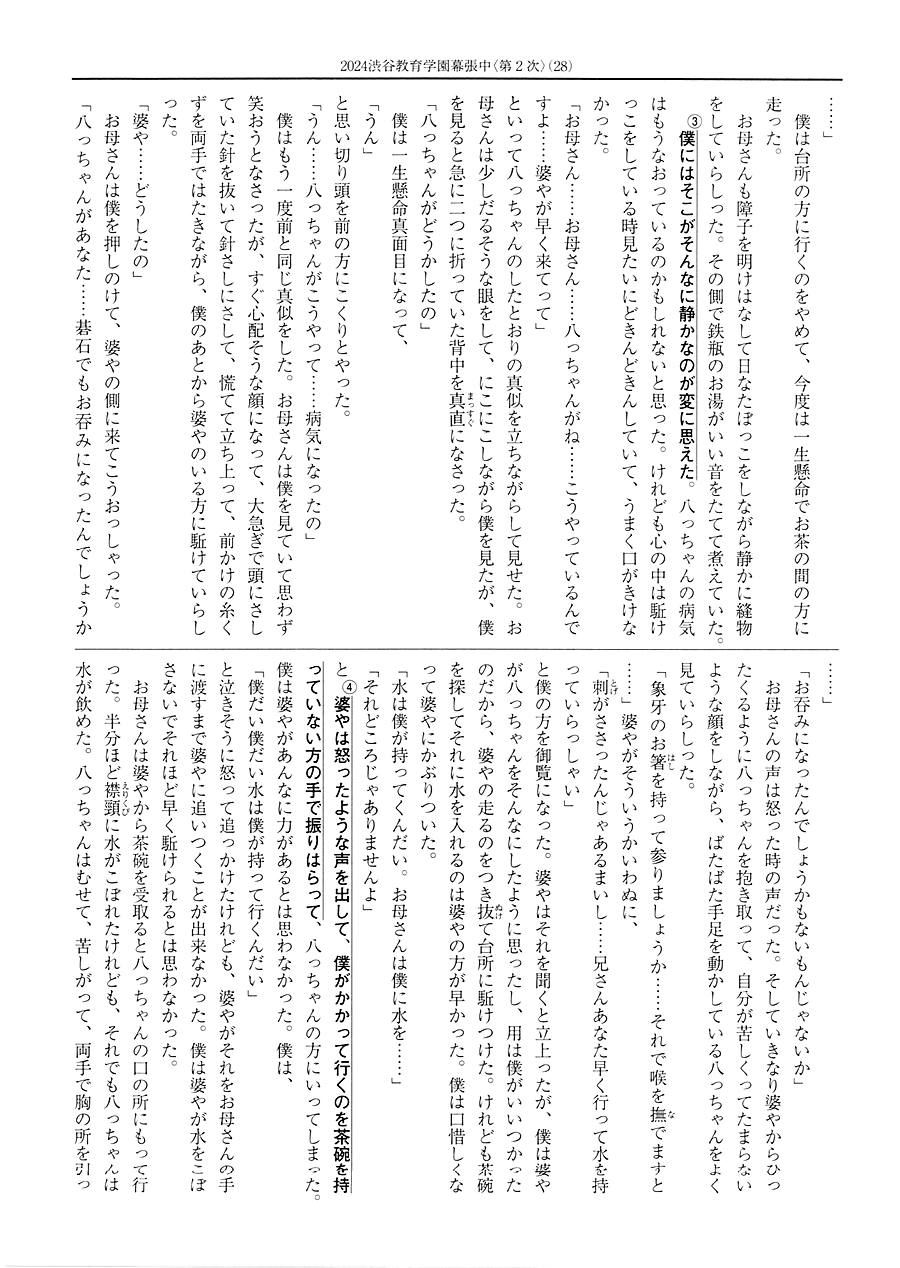 2024渋谷教育学園幕張中〈第2次〉(28)
……」
僕は台所の方に行くのをやめて、今度は一生懸命でお茶の間の方に
走った。
お母さんも障子を明けはなして日なたぼっこをしながら静かに縫物
をしていらしった。その側で鉄瓶のお湯がいい音をたてて煮えていた。
③僕にはそこがそんなに静かなのが変に思えた。八っちゃんの病気
はもうなおっているのかもしれないと思った。けれども心の中は駈け
っこをしている時見たいにどきんどきんしていて、うまく口がきけな
かった。
「お母さん……お母さん……八っちゃんがね……こうやっているんで
すよ……婆やが早く来てって」
といって八っちゃんのしたとおりの真似を立ちながらして見せた。お
母さんは少しだるそうな眼をして、にこにこしながら僕を見たが、僕
を見ると急に二つに折っていた背中を真直になさった。
まっすぐ
「八っちゃんがどうかしたの」
僕は一生懸命真面目になって、
「うん」
と思い切り頭を前の方にこくりとやった。
「うん……八っちゃんがこうやって……病気になったの」
僕はもう一度前と同じ真似をした。お母さんは僕を見ていて思わず
笑おうとなさったが、すぐ心配そうな顔になって、大急ぎで頭にさし
ていた針を抜いて針さしにさして、慌てて立ち上って、前かけの糸く
ずを両手ではたきながら、僕のあとから婆やのいる方に駈けていらし
った。
「婆や……どうしたの」
お母さんは僕を押しのけて、婆やの側に来てこうおっしゃった。
「八っちゃんがあなた……碁石でもお呑みになったんでしょうか
……」
「お呑みになったんでしょうかもないもんじゃないか」
お母さんの声は怒った時の声だった。そしていきなり婆やからひっ
たくるように八っちゃんを抱き取って、自分が苦しくってたまらない
ような顔をしながら、ばたばた手足を動かしている八っちゃんをよく
見ていらしった。
「象牙のお箸を持って参りましょうか……それで喉を撫でますと
はし
な
……」婆やがそういうかいわぬに、
「刺がささったんじゃあるまいし……兄さんあなた早く行って水を持
とげ
っていらっしゃい」
と僕の方を御覧になった。婆やはそれを聞くと立上ったが、僕は婆や
が八っちゃんをそんなにしたように思ったし、用は僕がいいつかった
のだから、婆やの走るのをつき抜て台所に駈けつけた。けれども茶碗
ぬけ
を探してそれに水を入れるのは婆やの方が早かった。僕は口惜しくな
って婆やにかぶりついた。
「水は僕が持ってくんだい。お母さんは僕に水を……」
「それどころじゃありませんよ」
と④婆やは怒ったような声を出して、僕がかかって行くのを茶碗を持
っていない方の手で振りはらって、八っちゃんの方にいってしまった。
僕は婆やがあんなに力があるとは思わなかった。僕は、
「僕だい僕だい水は僕が持って行くんだい」
と泣きそうに怒って追っかけたけれども、婆やがそれをお母さんの手
に渡すまで婆やに追いつくことが出来なかった。僕は婆やが水をこぼ
さないでそれほど早く駈けられるとは思わなかった。
お母さんは婆やから茶碗を受取ると八っちゃんの口の所にもって行
った。半分ほど襟頸に水がこぼれたけれども、それでも八っちゃんは
えりくび
水が飲めた。八っちゃんはむせて、苦しがって、両手で胸の所を引っ